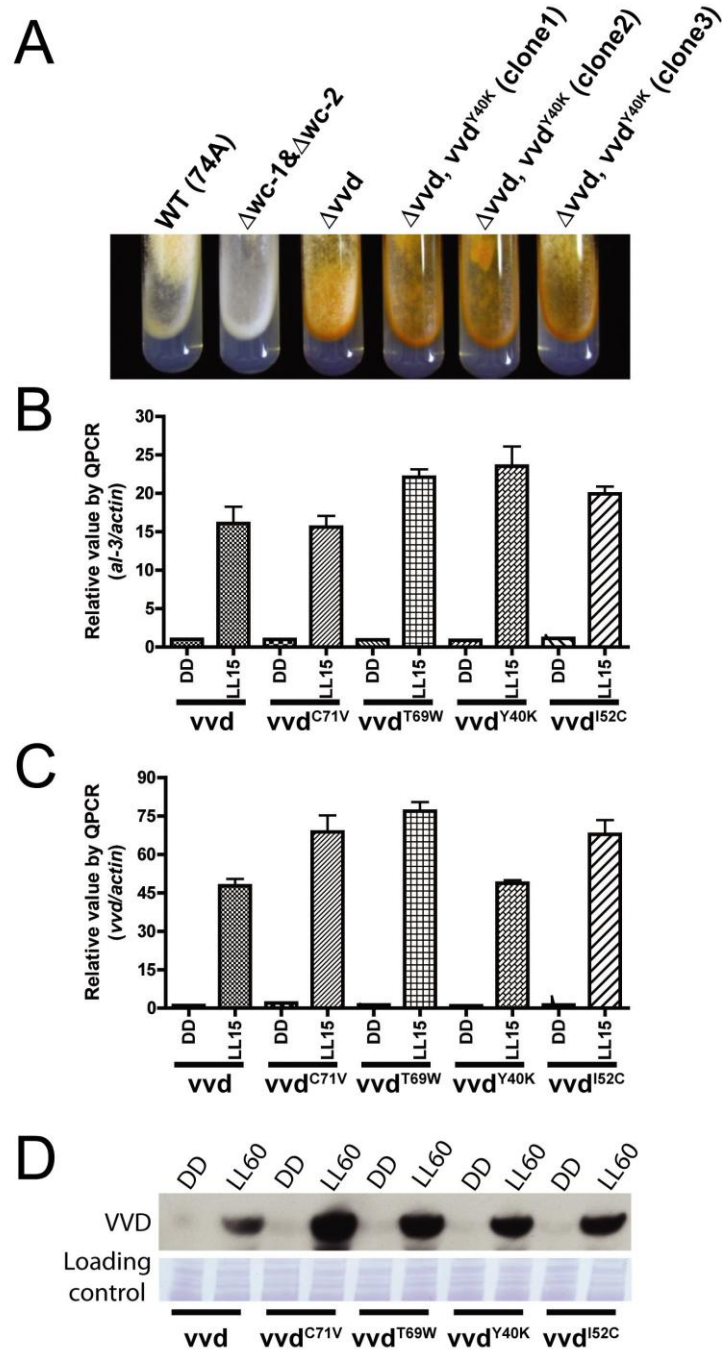 A
WT (74A)
Δwc-1&Δwc-2
Δvvd
Δvvd, vvdY40K (clone1)
Δvvd, vvdY40K (clone2)
Δvvd, vvdY40K (clone3)
B
Relative value by QPCR
(al-3/actin)
30
25
20
15
10
5
0
DD
LL15
DD
LL15
DD
LL15
DD
LL15
DD
LL15
vvd
vvdC71V
vvdT69W
vvdY40K
vvdI52C
C
Relative value by QPCR
(vvd/actin)
90
75
60
45
30
15
0
DD
LL15
DD
LL15
DD
LL15
DD
LL15
DD
LL15
vvd
vvdC71V
vvdT69W
vvdY40K
vvdI52C
D
DD
LL60
DD
LL60
DD
LL60
DD
LL60
DD
LL60
VVD
Loading
control
vvd
vvdC71V
vvdT69W
vvdY40K
vvdI52C